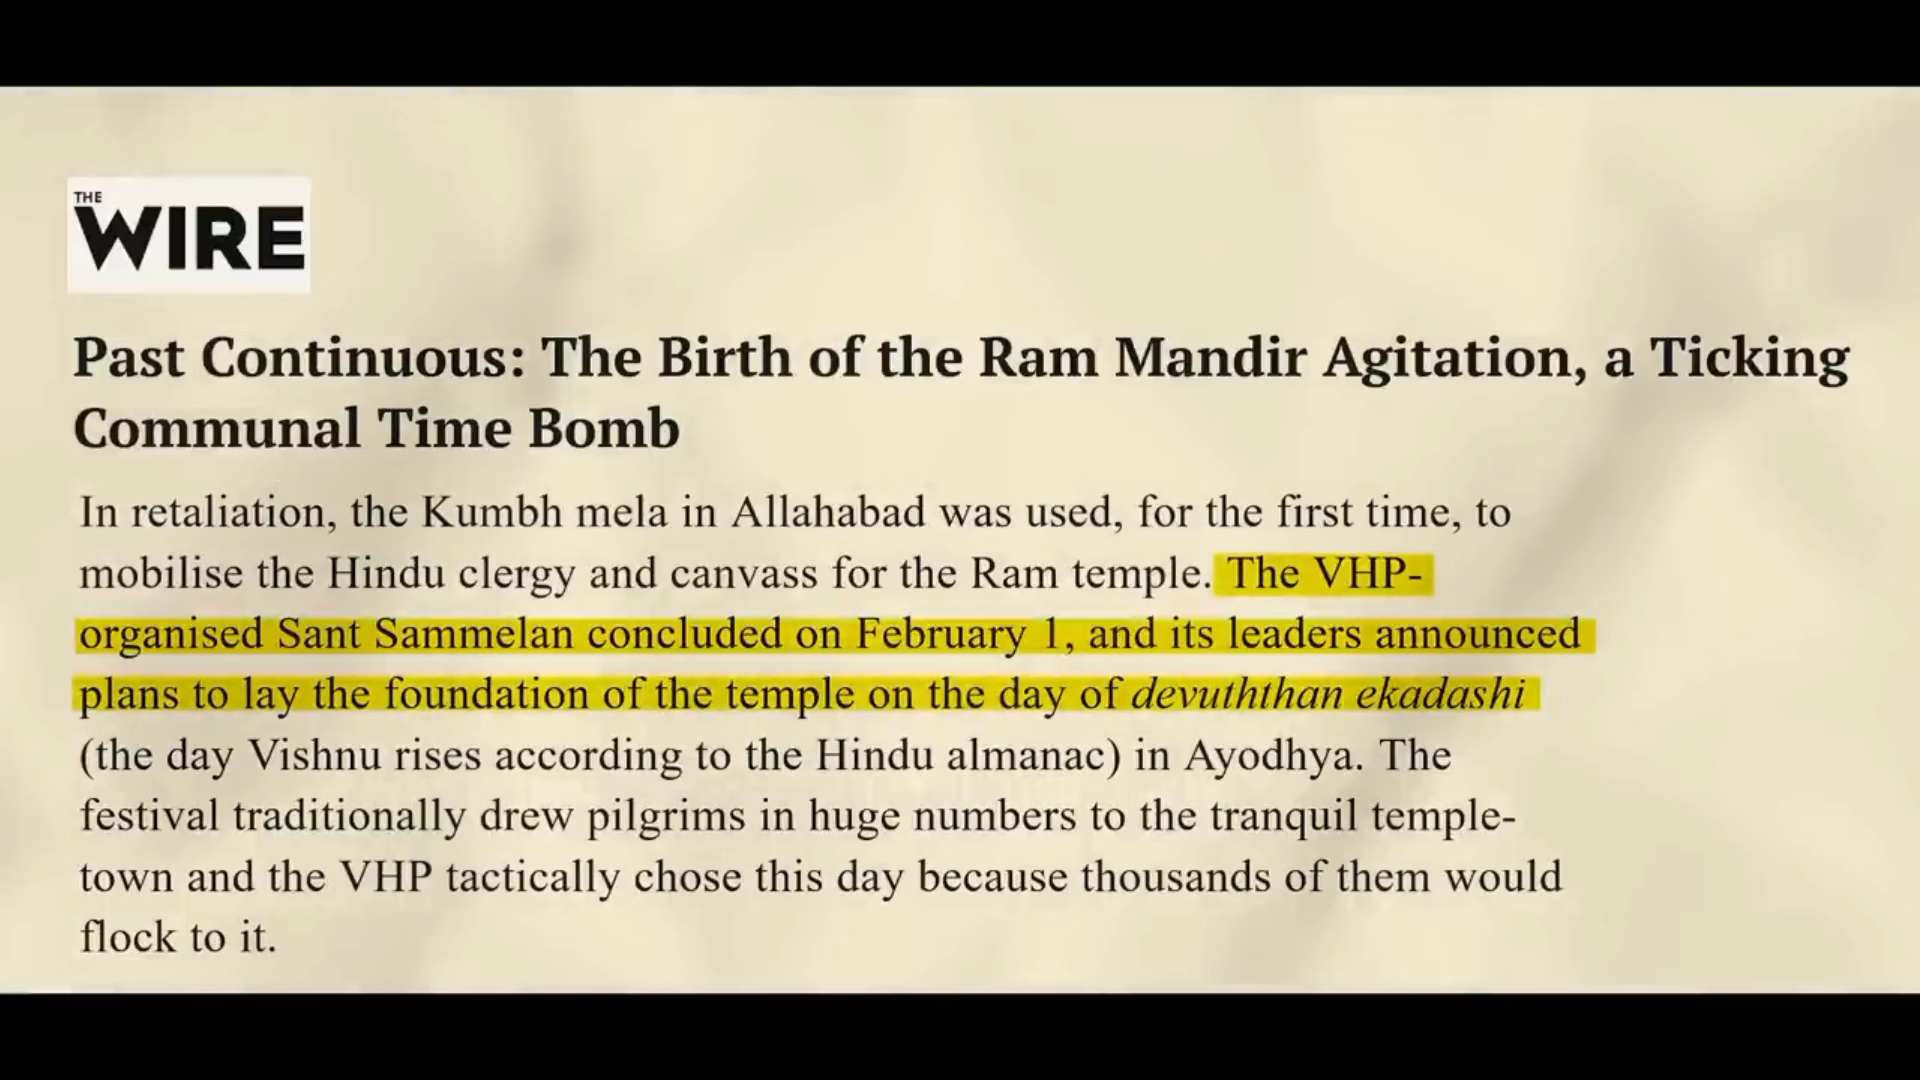 THE
WIRE
Past Continuous: The Birth of the Ram Mandir Agitation, a Ticking
Communal Time Bomb
In retaliation, the Kumbh mela in Allahabad was used, for the first time, to
mobilise the Hindu clergy and canvass for the Ram temple. The VHP-
organised Sant Sammelan concluded on February 1, and its leaders announced
plans to lay the foundation of the temple on the day of devuththan ekadashi
(the day Vishnu rises according to the Hindu almanac) in Ayodhya. The
festival traditionally drew pilgrims in huge numbers to the tranquil temple-
town and the VHP tactically chose this day because thousands of them would
flock to it.